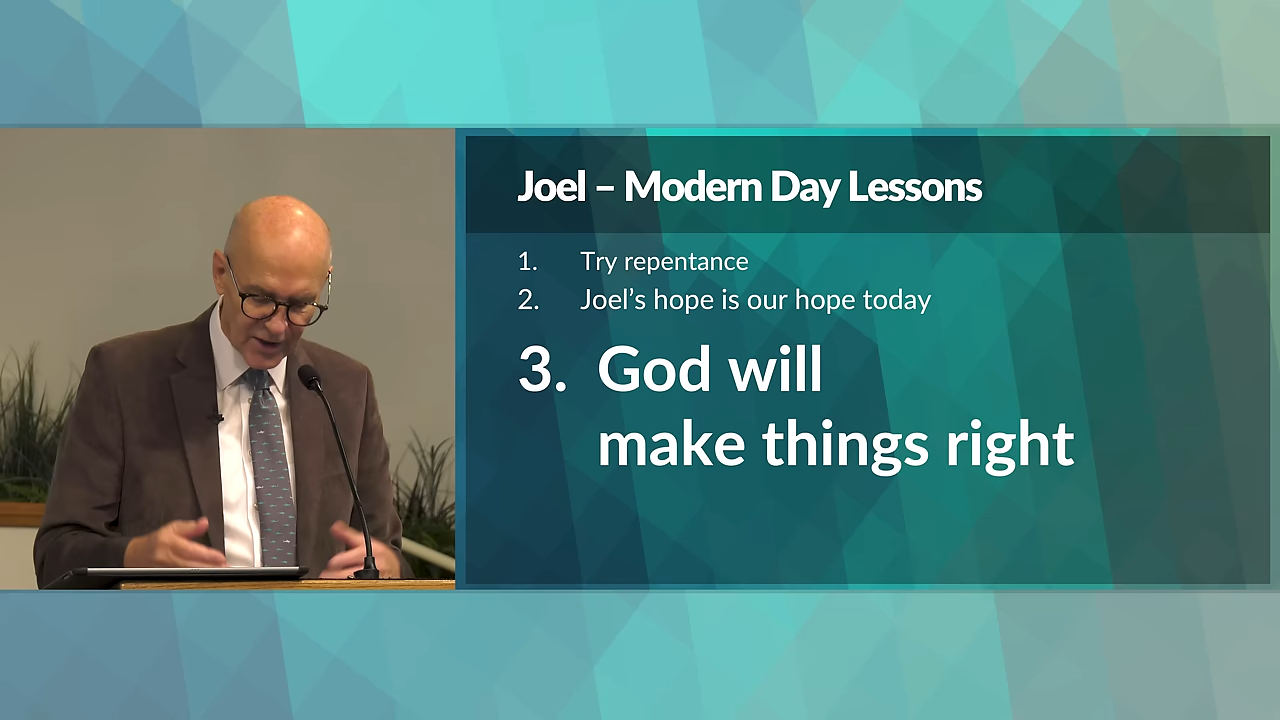 Joel – Modern Day Lessons
1. Try repentance
2. Joel’s hope is our hope today
3. God will
make things right